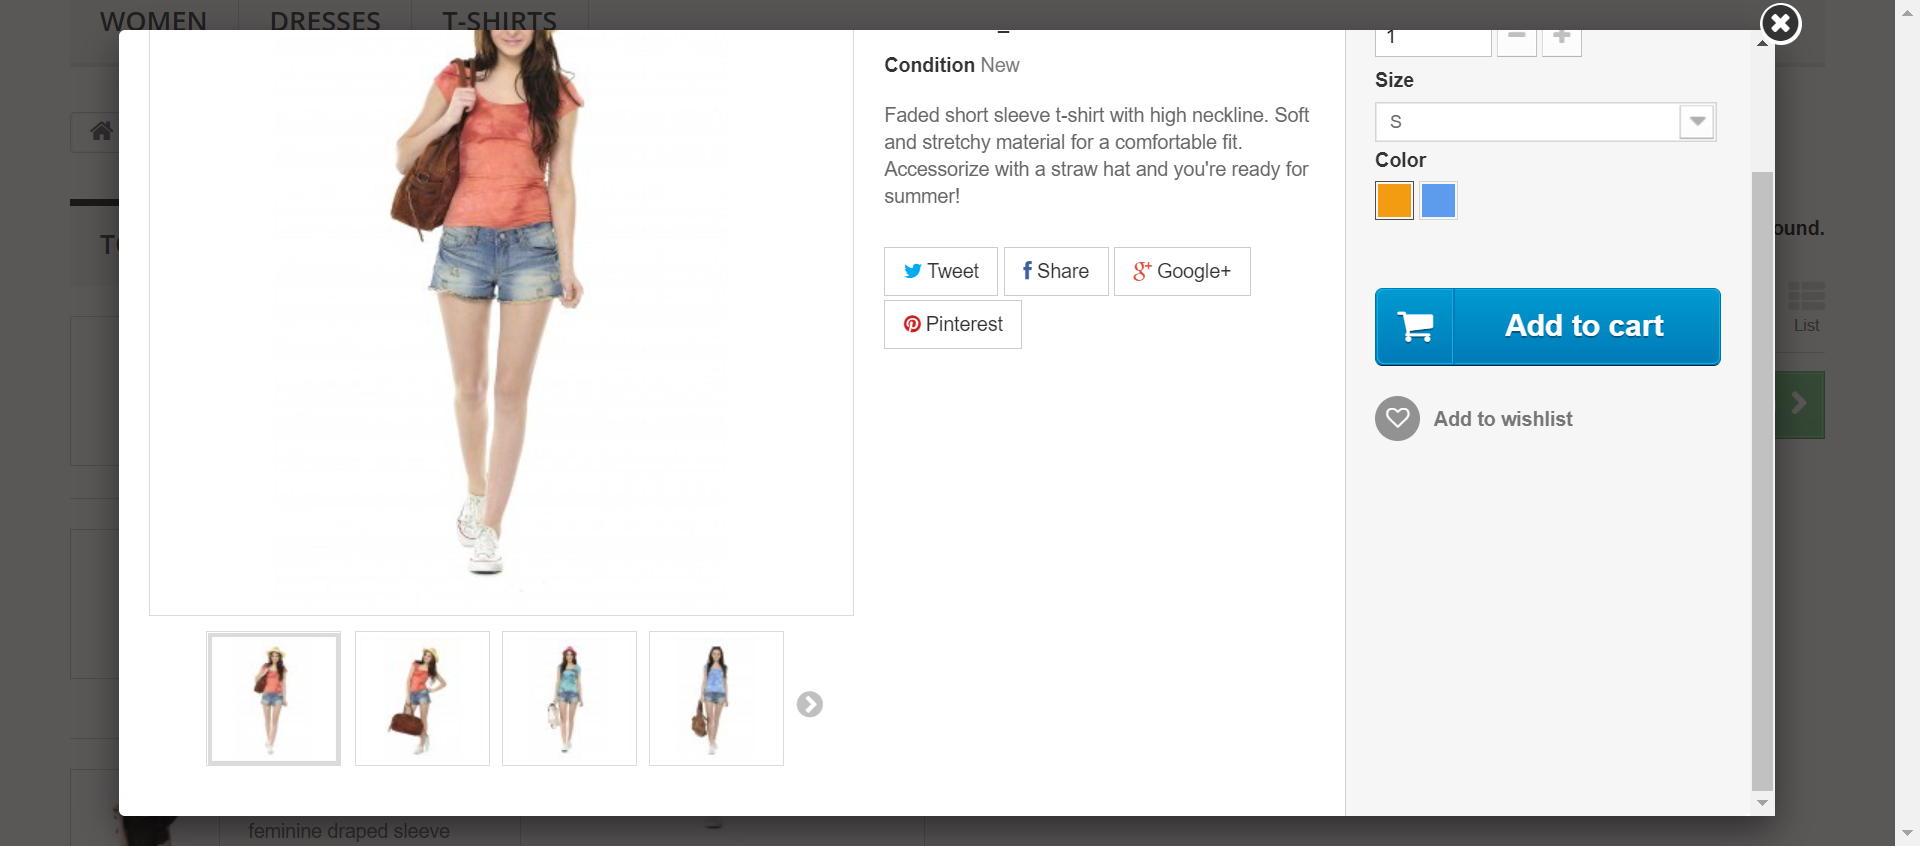 WOMEN
DRESSES
T-SHIRTS
Condition New
Faded short sleeve t-shirt with high neckline. Soft
and stretchy material for a comfortable fit.
Accessorize with a straw hat and you're ready for
summer!
Tweet
Share
Google+
Pinterest
1
Size
S
Color
Add to cart
Add to wishlist
ound.
List
feminine draped sleeve